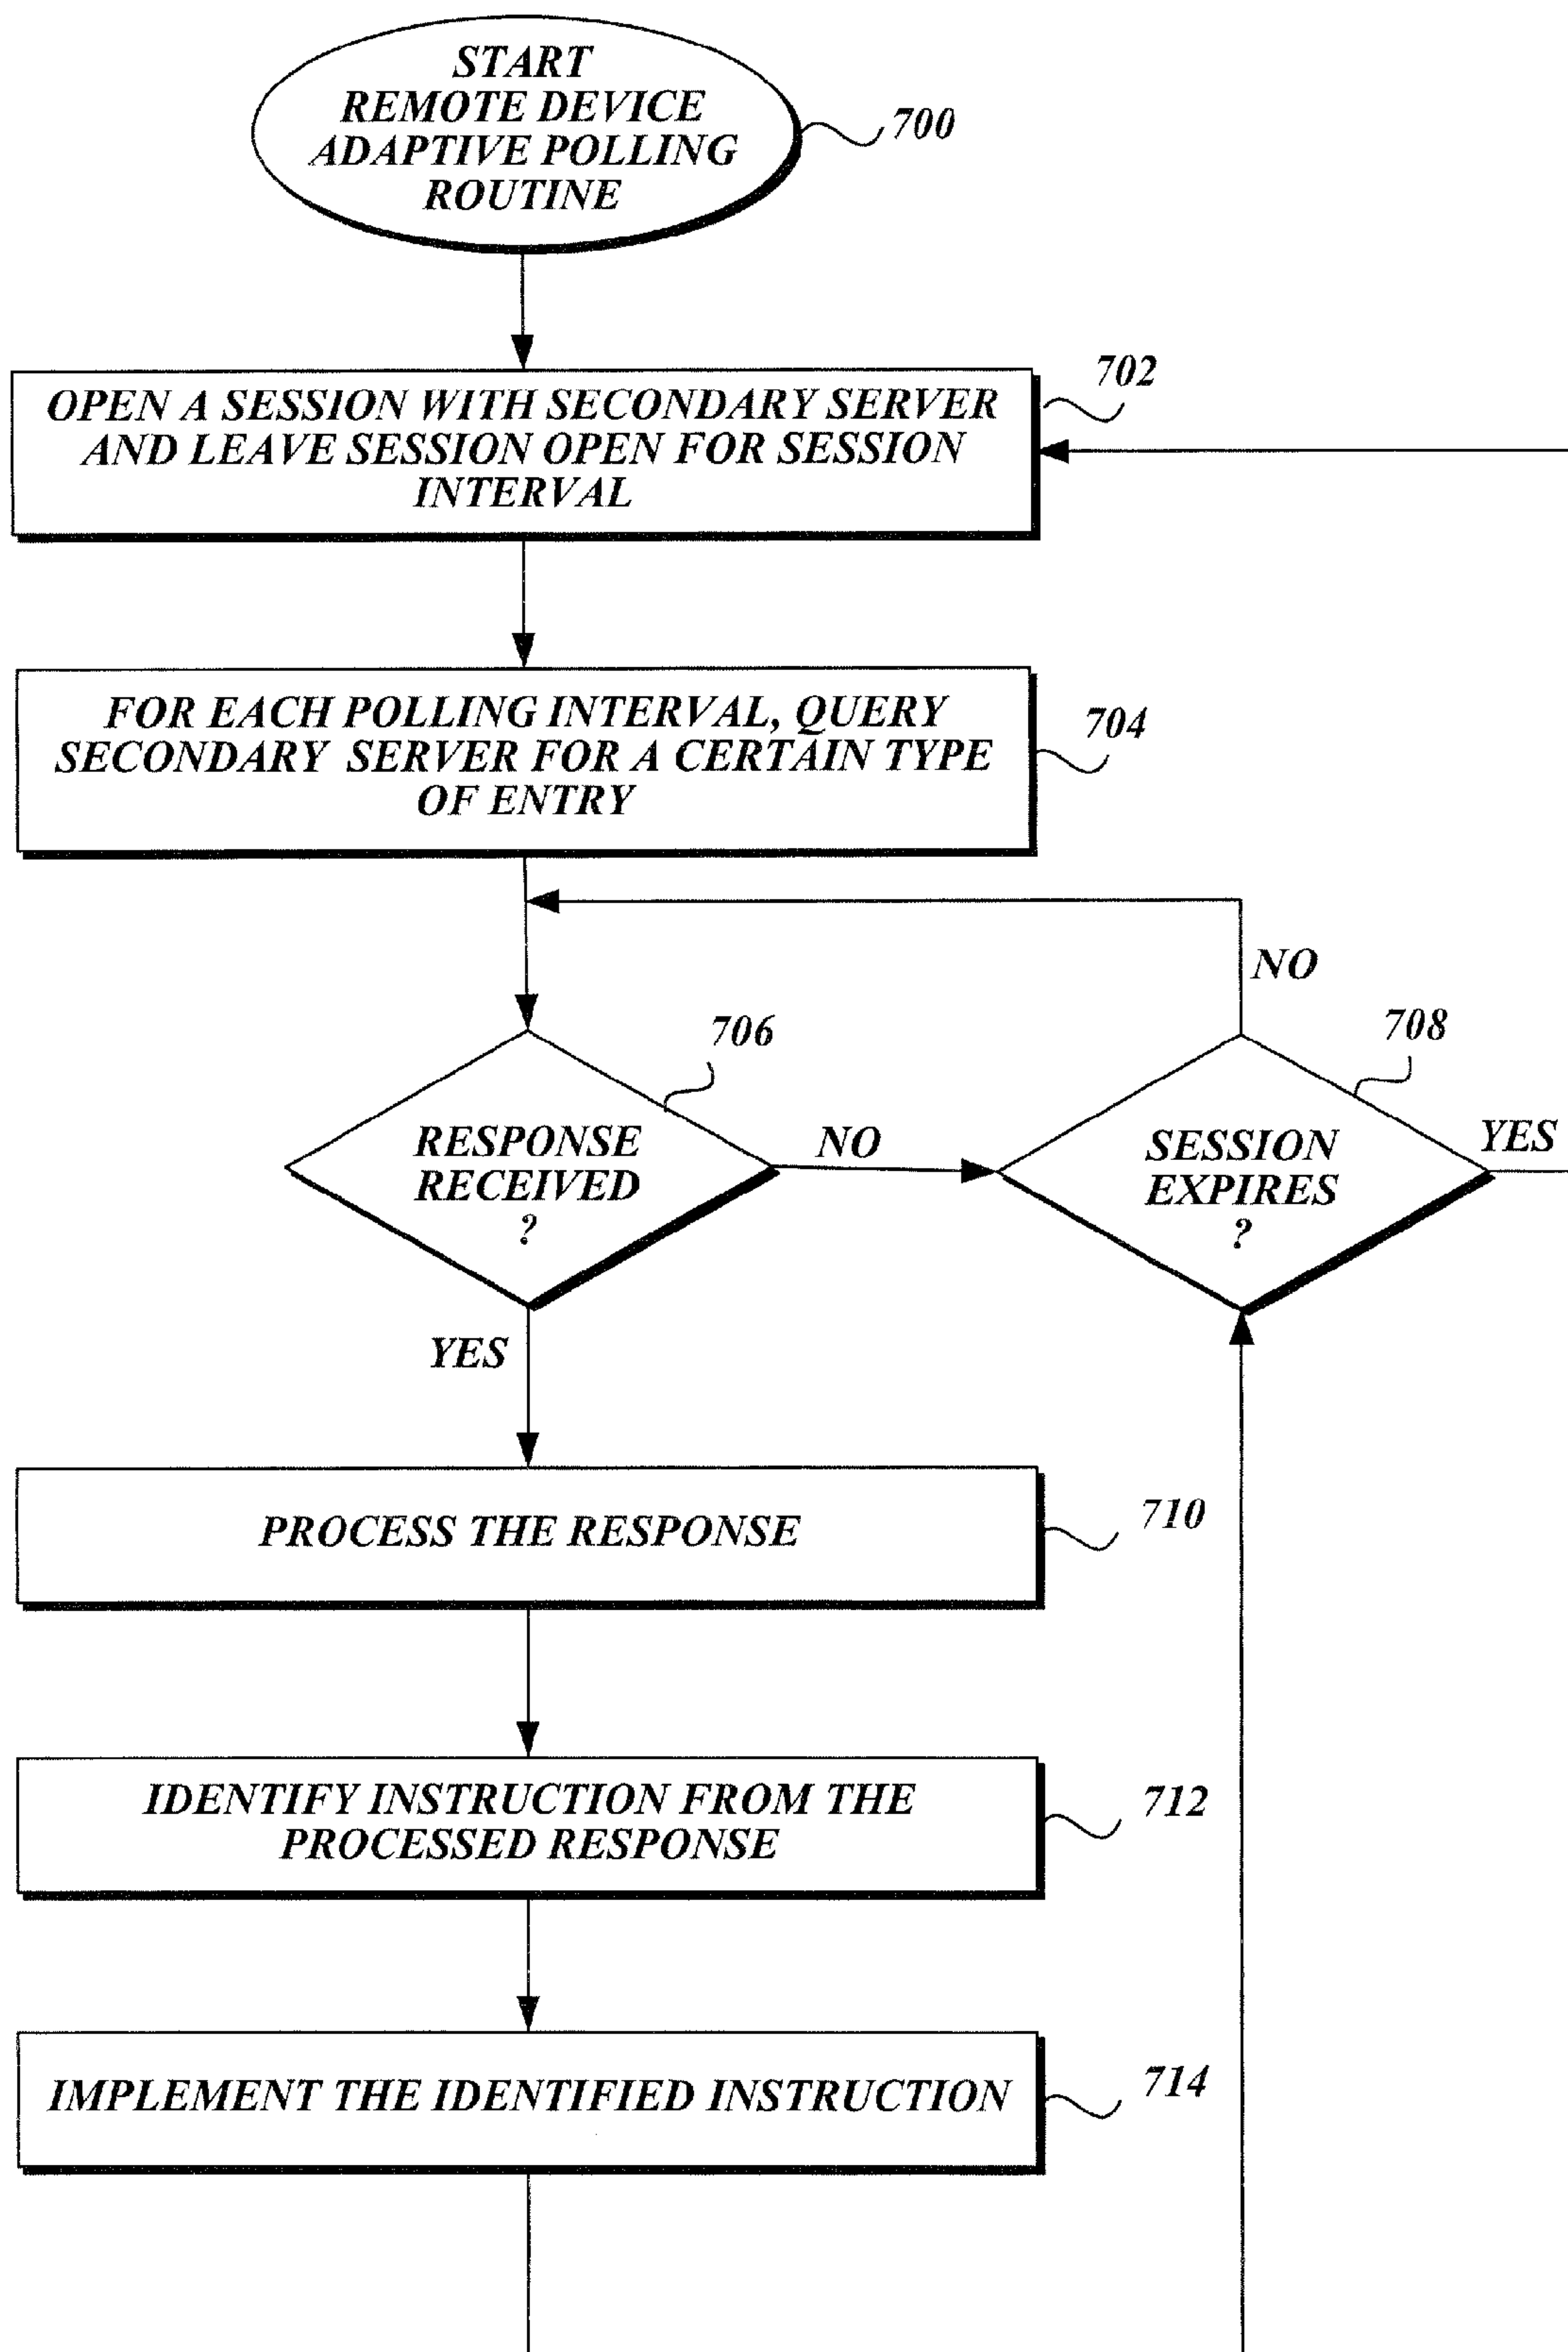 START
REMOTE DEVICE
ADAPTIVE POLLING
ROUTINE
700
702
OPEN A SESSION WITH SECONDARY SERVER
AND LEAVE SESSION OPEN FOR SESSION
INTERVAL
FOR EACH POLLING INTERVAL, QUERY
SECONDARY SERVER FOR A CERTAIN TYPE
OF ENTRY
704
NO
706
708
RESPONSE
RECEIVED
?
NO
SESSION
EXPIRES
?
YES
YES
PROCESS THE RESPONSE
710
IDENTIFY INSTRUCTION FROM THE
PROCESSED RESPONSE
712
IMPLEMENT THE IDENTIFIED INSTRUCTION
714